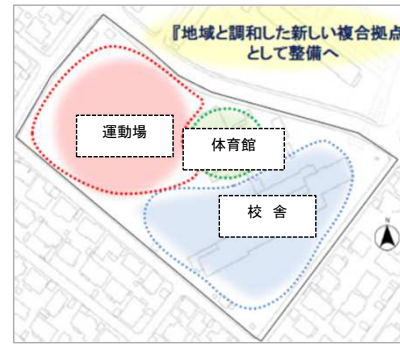 『地域と調和した新しい複合拠点
として整備へ
運動場
体育館
校 舎
N